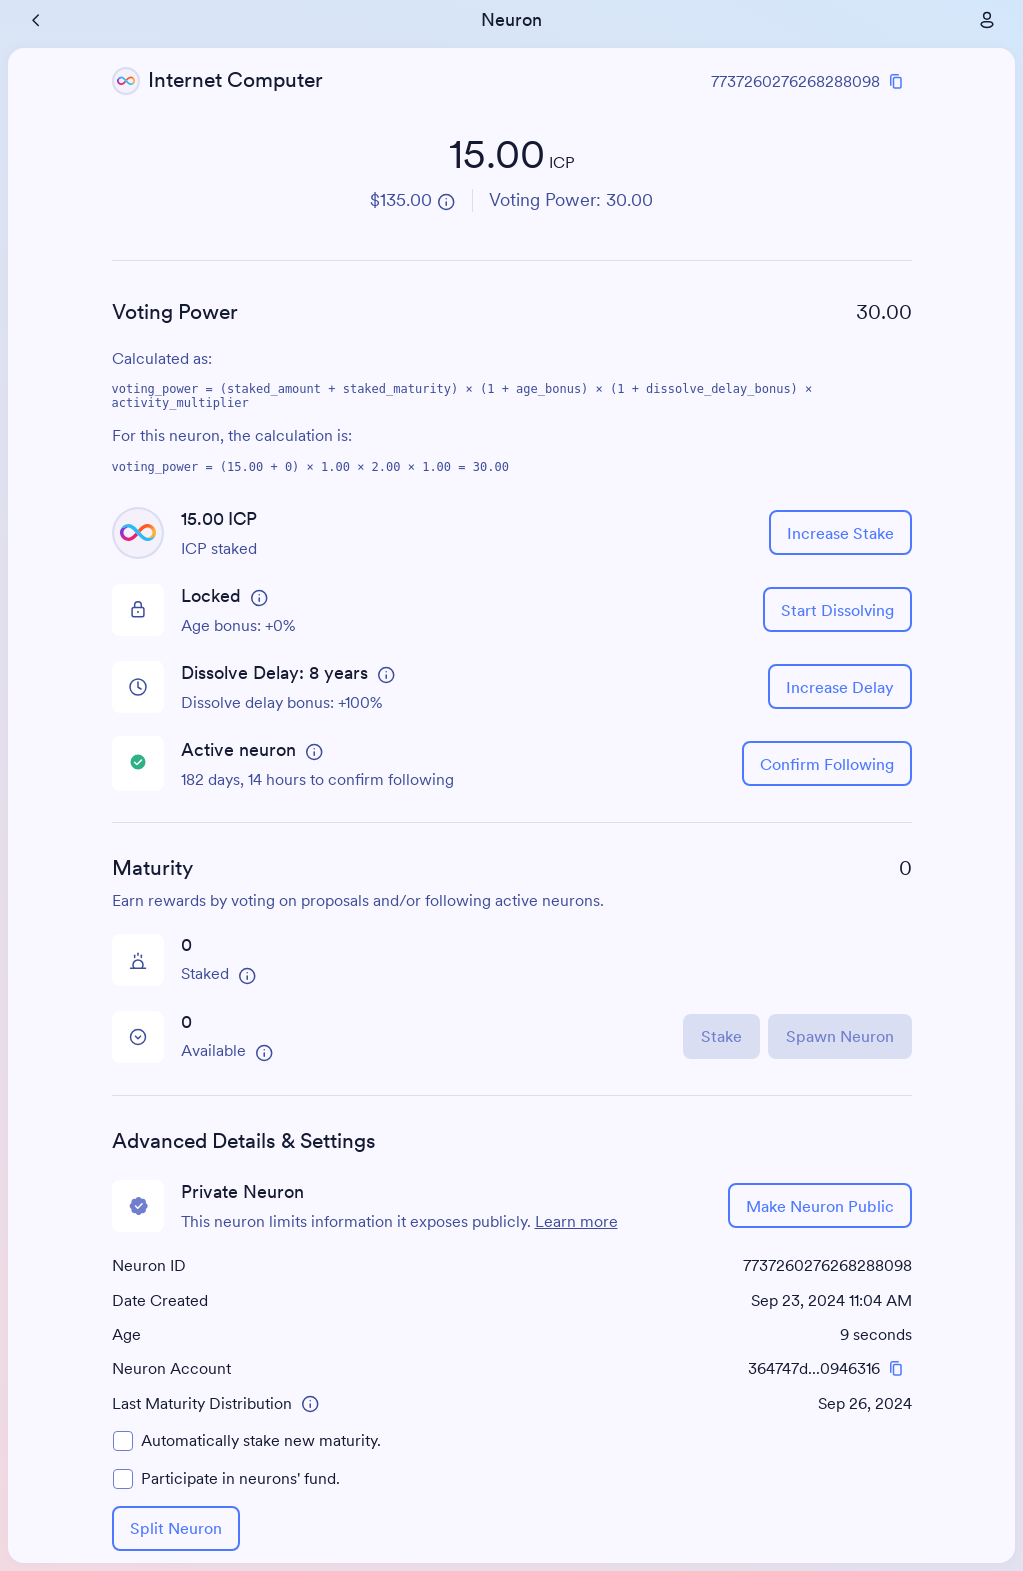 Neuron
Internet Computer
7737260276268288098
15.00 ICP
$135.00
Voting Power: 30.00
Voting Power
30.00
Calculated as:
voting_power = (staked_amount + staked_maturity) × (1 + age_bonus) × (1 + dissolve_delay_bonus) ×
activity_multiplier
For this neuron, the calculation is:
voting_power = (15.00 + 0) × 1.00 × 2.00 × 1.00 = 30.00
15.00 ICP
ICP staked
Increase Stake
Locked
Age bonus: +0%
Start Dissolving
Dissolve Delay: 8 years
Dissolve delay bonus: +100%
Increase Delay
Active neuron
182 days, 14 hours to confirm following
Confirm Following
Maturity
0
Earn rewards by voting on proposals and/or following active neurons.
0
Staked
0
Available
Stake
Spawn Neuron
Advanced Details & Settings
Private Neuron
This neuron limits information it exposes publicly. Learn more
Make Neuron Public
Neuron ID
7737260276268288098
Date Created
Sep 23, 2024 11:04 AM
Age
9 seconds
Neuron Account
364747d...0946316
Last Maturity Distribution
Sep 26, 2024
Automatically stake new maturity.
Participate in neurons' fund.
Split Neuron